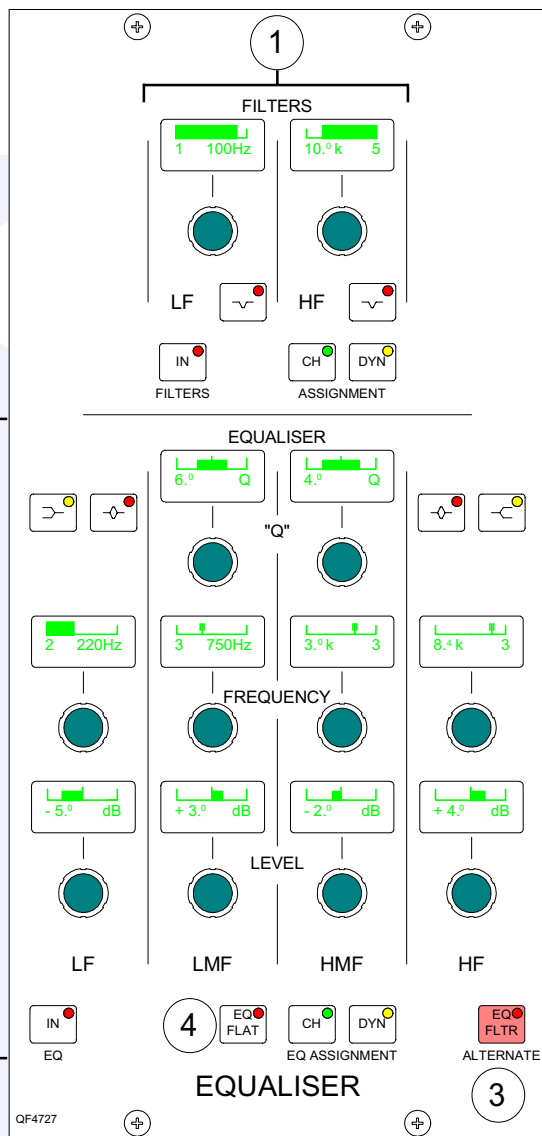 1
FILTERS
1 100Hz
10.⁰ k 5
LF
HF
IN
CH
DYN
FILTERS
ASSIGNMENT
EQUALISER
6.⁰ Q
4.⁰ Q
"Q"
2 220Hz
3 750Hz
3.⁰ k 3
8.⁴ k 3
FREQUENCY
- 5.⁰ dB
+ 3.⁰ dB
- 2.⁰ dB
+ 4.⁰ dB
LEVEL
LF
LMF
HMF
HF
IN
4
EQ
FLAT
CH
DYN
EQ
FLTR
EQ
EQ ASSIGNMENT
ALTERNATE
EQUALISER
3
QF4727